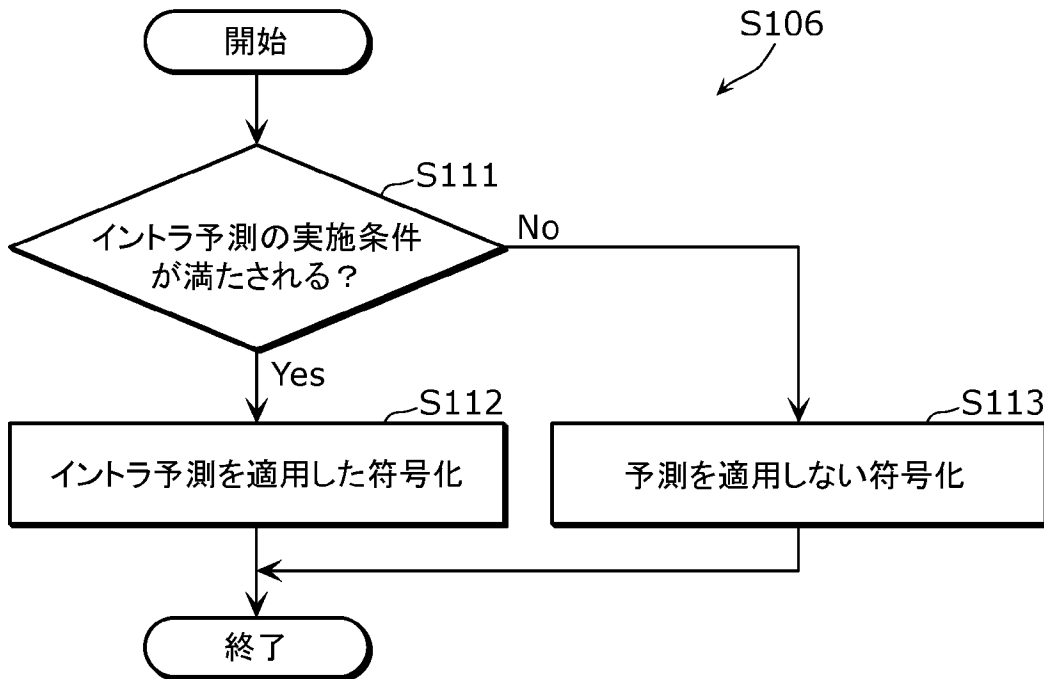 開始
S106
S111
イントラ予測の実施条件
が満たされる？
No
Yes
S112
S113
イントラ予測を適用した符号化
予測を適用しない符号化
終了